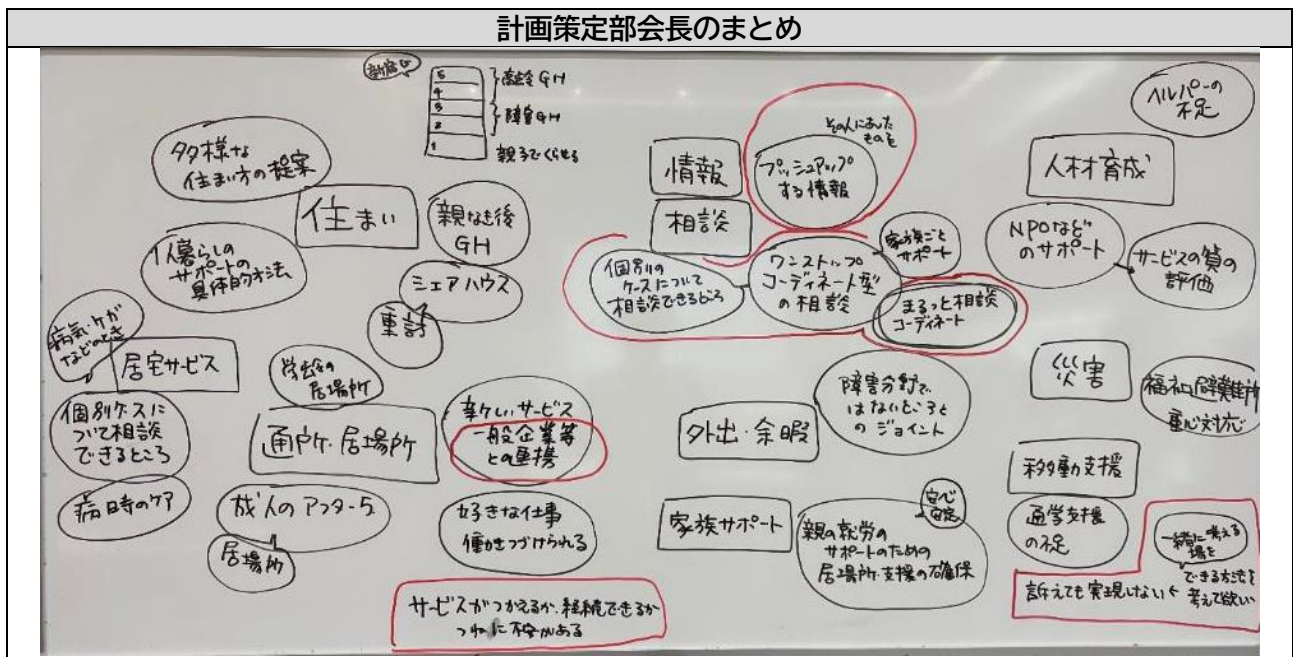 計画策定部会長のまとめ
新宿
5
4
3
2
1
高齢GH
障害GH
親子でくらせる
多様な
住まい方の提案
住まい
親なき後
GH
1人暮らしの
サポートの
具体的方法、
シェアハウス
重討
病気・ケガ
などのとき
居宅サービス
個別ケースに
ついて相談
できるところ
病時のケア
居場所
通所・居場所
成人のアフター5
居場所
新しいサービス
一般企業等
との連携
好きな仕事
働きつづけられる
サービスがつかえるか、継続できるか
つねに不安がある
情報
その人にあった
ものを
プッシュアップ
する情報
相談
個別の
ケースについて
相談できるところ
ワンストップ
コーディネート型
の相談
家族ごと
サポート
まるっと相談
コーディネート
外出・余暇
障害分野で
はないところと
のジョイント
家族サポート
安心
安定
親の就労の
サポートのための
居場所・支援の確保
ヘルパーの
不足
人材育成
NPOなど
のサポート
サービスの質の
評価
災害
福祉避難所
重心対応
移動支援
通学支援
の不足
一緒に考える
場を
できる方法を
考えて欲しい
訴えても実現しない